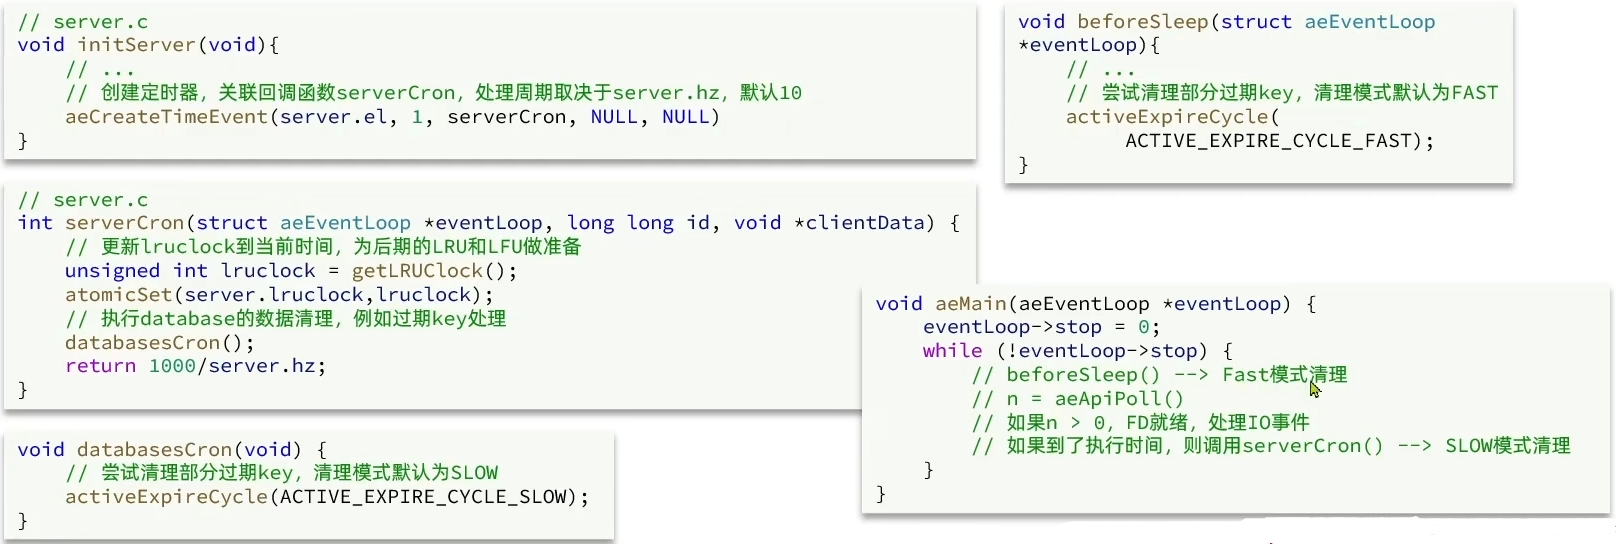 // server.c
void initServer(void){
// ...
// 创建定时器，关联回调函数serverCron，处理周期取决于server.hz，默认10
aeCreateTimeEvent(server.el, 1, serverCron, NULL, NULL)
}
// server.c
int serverCron(struct aeEventLoop *eventLoop, long long id, void *clientData) {
// 更新lruclock到当前时间，为后期的LRU和LFU做准备
unsigned int lruclock = getLRUClock();
atomicSet(server.lruclock,lruclock);
// 执行database的数据清理，例如过期key处理
databasesCron();
return 1000/server.hz;
}
void databasesCron(void) {
// 尝试清理部分过期key，清理模式默认为SLOW
activeExpireCycle(ACTIVE_EXPIRE_CYCLE_SLOW);
}
void beforeSleep(struct aeEventLoop
*eventLoop){
// ...
// 尝试清理部分过期key，清理模式默认为FAST
activeExpireCycle(
ACTIVE_EXPIRE_CYCLE_FAST);
}
void aeMain(aeEventLoop *eventLoop) {
eventLoop->stop = 0;
while (!eventLoop->stop) {
// beforeSleep() --> Fast模式清理
// n = aeApiPoll()
// 如果n > 0，FD就绪，处理IO事件
// 如果到了执行时间，则调用serverCron() --> SLOW模式清理
}
}